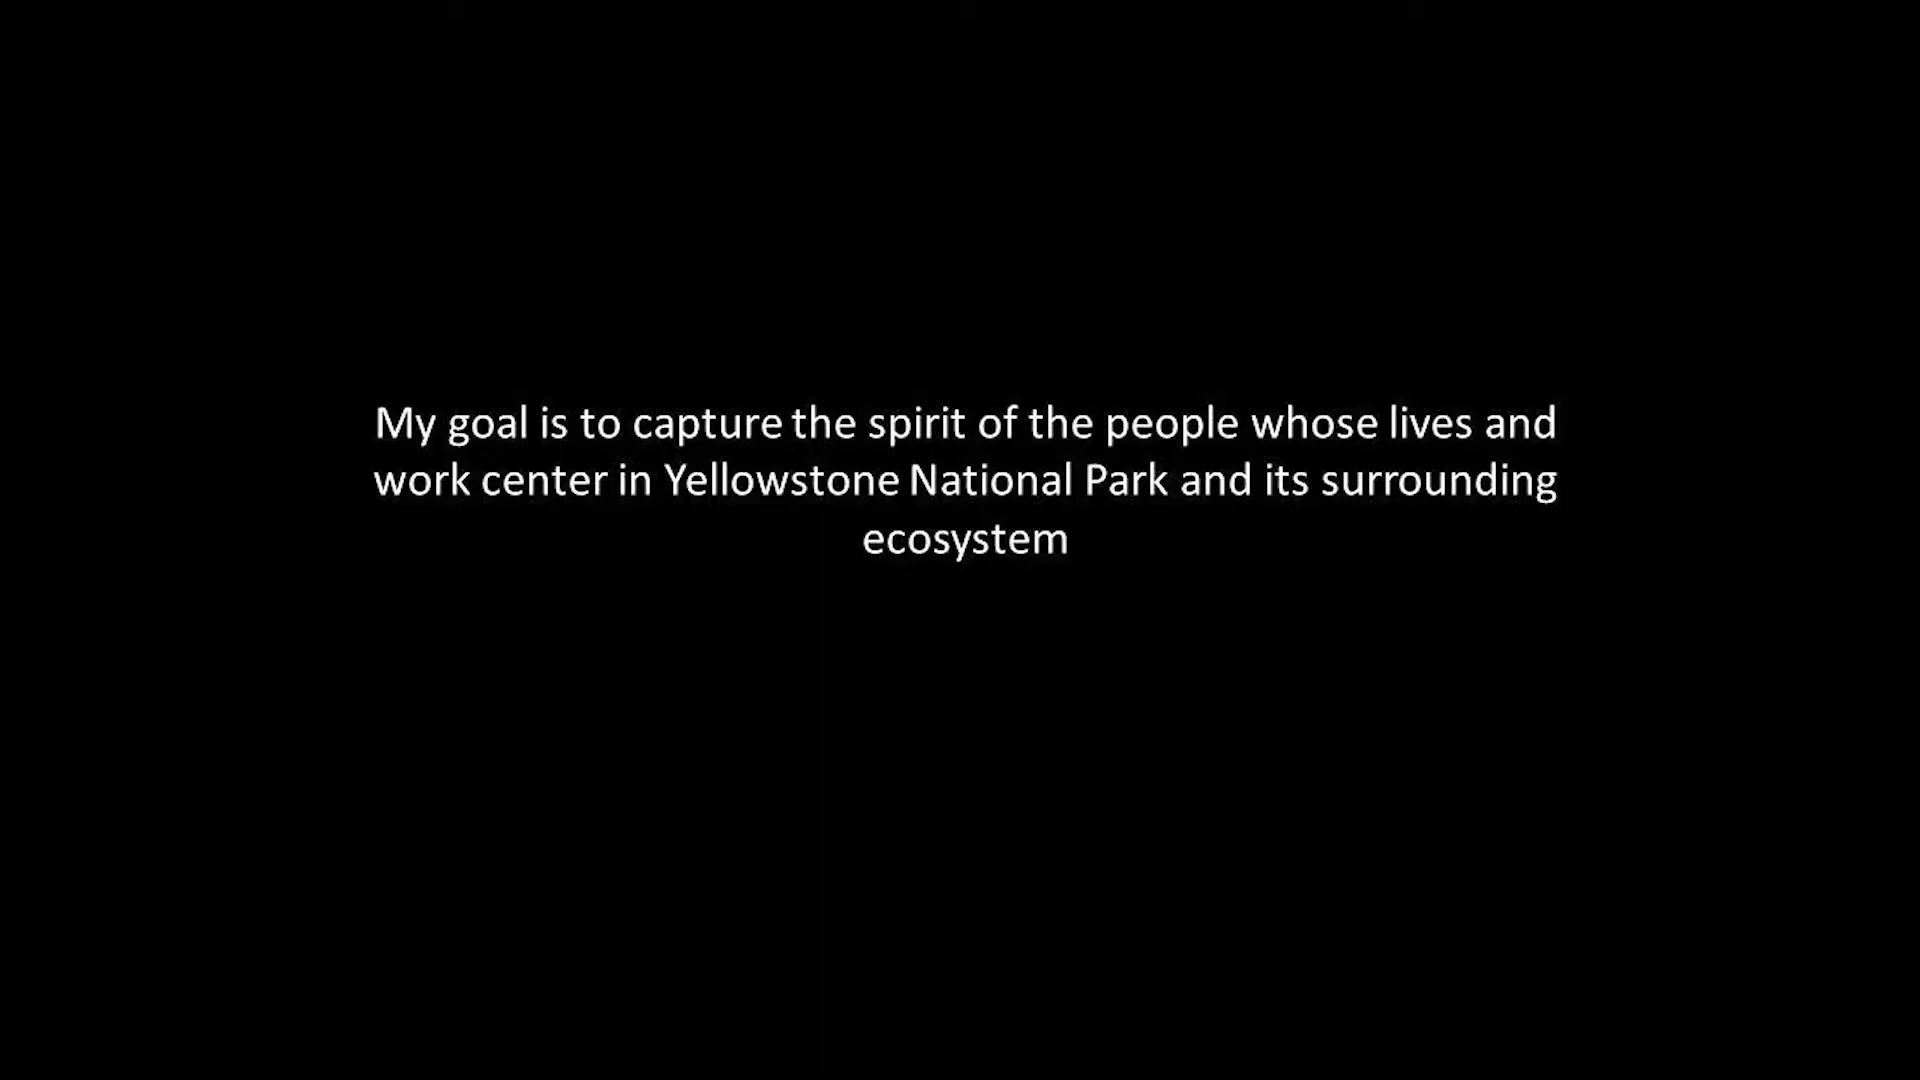 My goal is to capture the spirit of the people whose lives and
work center in Yellowstone National Park and its surrounding
ecosystem